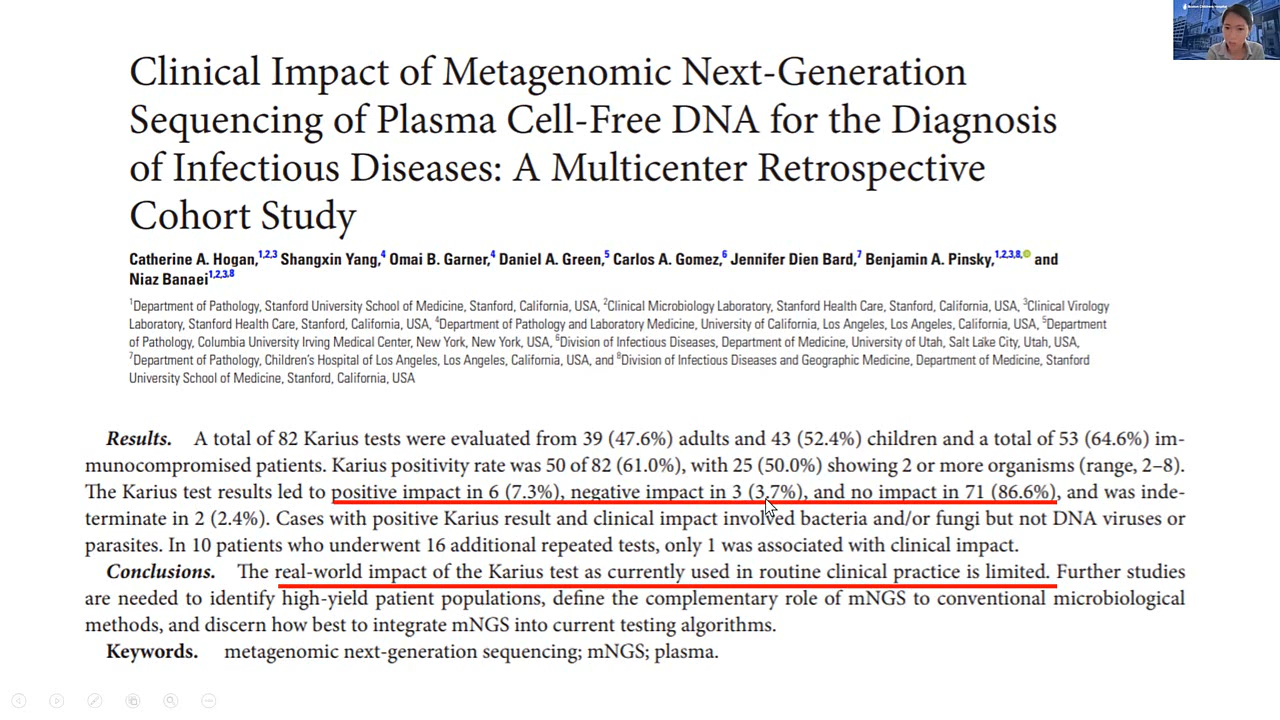 Clinical Impact of Metagenomic Next-Generation
Sequencing of Plasma Cell-Free DNA for the Diagnosis
of Infectious Diseases: A Multicenter Retrospective
Cohort Study
Catherine A. Hogan,1,2,3 Shangxin Yang,4 Omai B. Garner,4 Daniel A. Green,5 Carlos A. Gomez,6 Jennifer Dien Bard,7 Benjamin A. Pinsky,1,2,3,8, and
Niaz Banaei1,2,3,8
1Department of Pathology, Stanford University School of Medicine, Stanford, California, USA, 2Clinical Microbiology Laboratory, Stanford Health Care, Stanford, California, USA, 3Clinical Virology
Laboratory, Stanford Health Care, Stanford, California, USA, 4Department of Pathology and Laboratory Medicine, University of California, Los Angeles, Los Angeles, California, USA, 5Department
of Pathology, Columbia University Irving Medical Center, New York, New York, USA, 6Division of Infectious Diseases, Department of Medicine, University of Utah, Salt Lake City, Utah, USA,
7Department of Pathology, Children's Hospital of Los Angeles, Los Angeles, California, USA, and 8Division of Infectious Diseases and Geographic Medicine, Department of Medicine, Stanford
University School of Medicine, Stanford, California, USA
Results. A total of 82 Karius tests were evaluated from 39 (47.6%) adults and 43 (52.4%) children and a total of 53 (64.6%) im-
munocompromised patients. Karius positivity rate was 50 of 82 (61.0%), with 25 (50.0%) showing 2 or more organisms (range, 2–8).
The Karius test results led to positive impact in 6 (7.3%), negative impact in 3 (3.7%), and no impact in 71 (86.6%), and was inde-
terminate in 2 (2.4%). Cases with positive Karius result and clinical impact involved bacteria and/or fungi but not DNA viruses or
parasites. In 10 patients who underwent 16 additional repeated tests, only 1 was associated with clinical impact.
Conclusions. The real-world impact of the Karius test as currently used in routine clinical practice is limited. Further studies
are needed to identify high-yield patient populations, define the complementary role of mNGS to conventional microbiological
methods, and discern how best to integrate mNGS into current testing algorithms.
Keywords. metagenomic next-generation sequencing; mNGS; plasma.